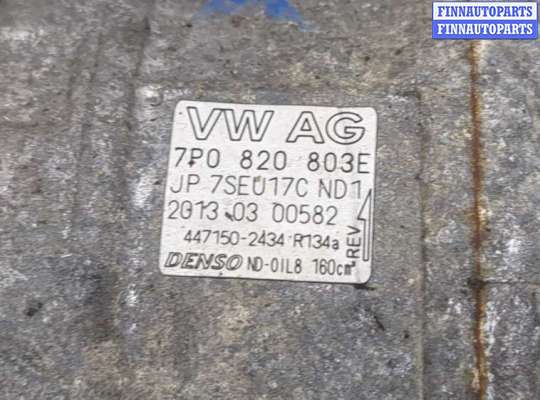 FINNAUTOPARTS
FINNAUTOPARTS
VW AG
7P0 820 803E
JP 7SEU17C ND1
2013 03 00582
447150-2434 R134a
REV
DENSO ND-OIL8 160cm³